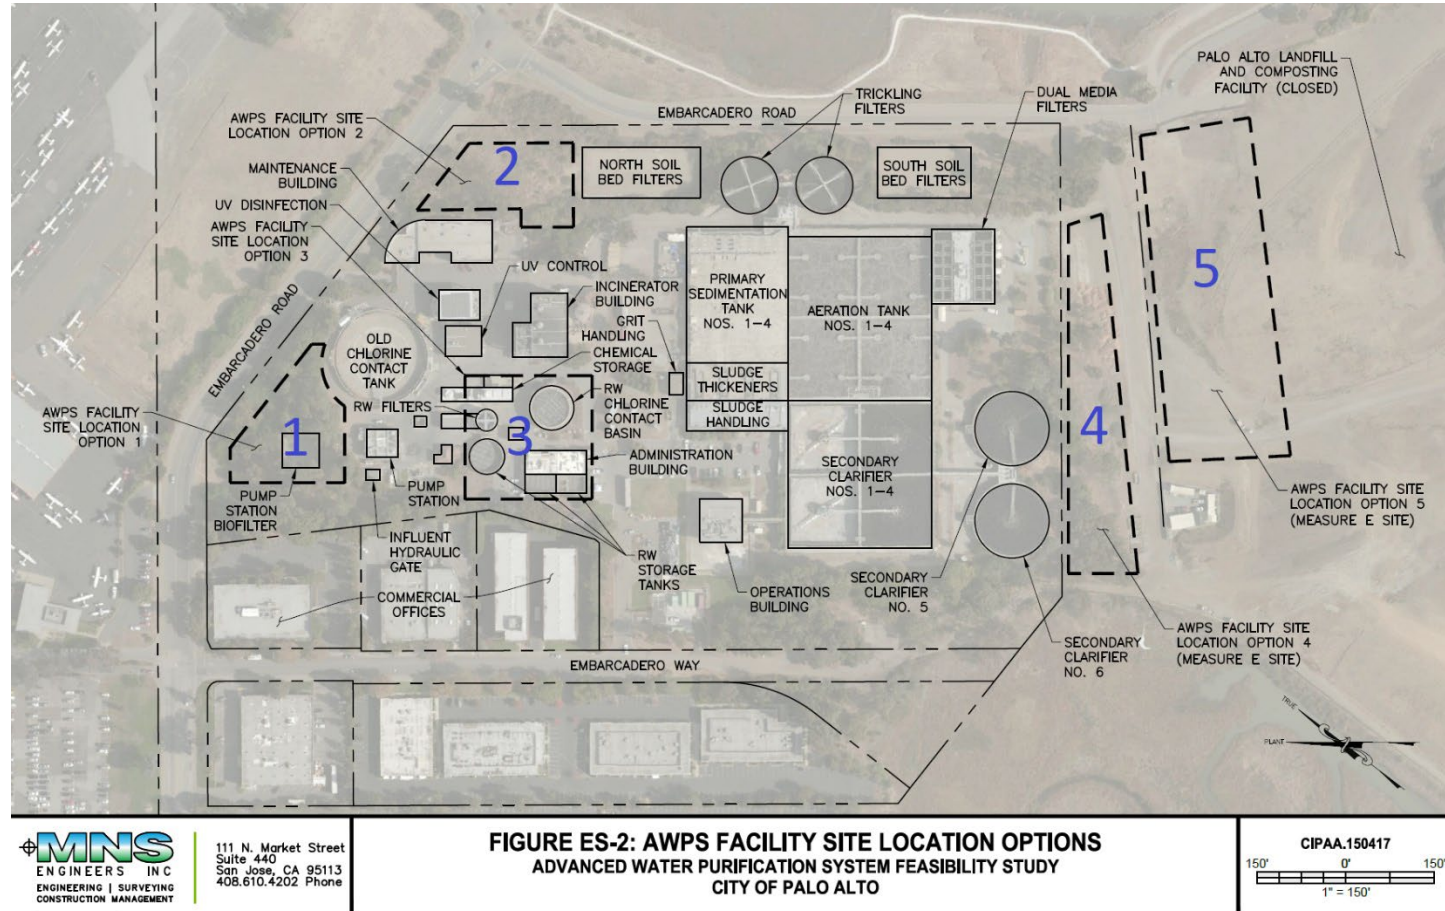 PALO ALTO LANDFILL
AND COMPOSTING
FACILITY (CLOSED)
TRICKLING
FILTERS
DUAL MEDIA
FILTERS
EMBARCADERO ROAD
AWPS FACILITY SITE
LOCATION OPTION 2
2
NORTH SOIL
BED FILTERS
SOUTH SOIL
BED FILTERS
MAINTENANCE
BUILDING
UV DISINFECTION
AWPS FACILITY
SITE LOCATION
OPTION 3
UV CONTROL
INCINERATOR
BUILDING
PRIMARY
SEDIMENTATION
TANK
NOS. 1-4
AERATION TANK
NOS. 1-4
5
GRIT
HANDLING
CHEMICAL
STORAGE
EMBARCADERO ROAD
OLD
CHLORINE
CONTACT
TANK
SLUDGE
THICKENERS
SLUDGE
HANDLING
RW FILTERS
RW
CHLORINE
CONTACT
BASIN
AWPS FACILITY
SITE LOCATION
OPTION 1
1
3
4
ADMINISTRATION
BUILDING
SECONDARY
CLARIFIER
NOS. 1-4
PUMP
STATION
BIOFILTER
PUMP
STATION
AWPS FACILITY SITE
LOCATION OPTION 5
(MEASURE E SITE)
INFLUENT
HYDRAULIC
GATE
RW
STORAGE
TANKS
COMMERCIAL
OFFICES
OPERATIONS
BUILDING
SECONDARY
CLARIFIER
NO. 5
SECONDARY
CLARIFIER
NO. 6
AWPS FACILITY SITE
LOCATION OPTION 4
(MEASURE E SITE)
EMBARCADERO WAY
TRUE
PLANT
MNS
ENGINEERS INC
ENGINEERING | SURVEYING
CONSTRUCTION MANAGEMENT
111 N. Market Street
Suite 440
San Jose, CA 95113
408.610.4202 Phone
FIGURE ES-2: AWPS FACILITY SITE LOCATION OPTIONS
ADVANCED WATER PURIFICATION SYSTEM FEASIBILITY STUDY
CITY OF PALO ALTO
CIPAA.150417
150' 0' 150'
1" = 150'